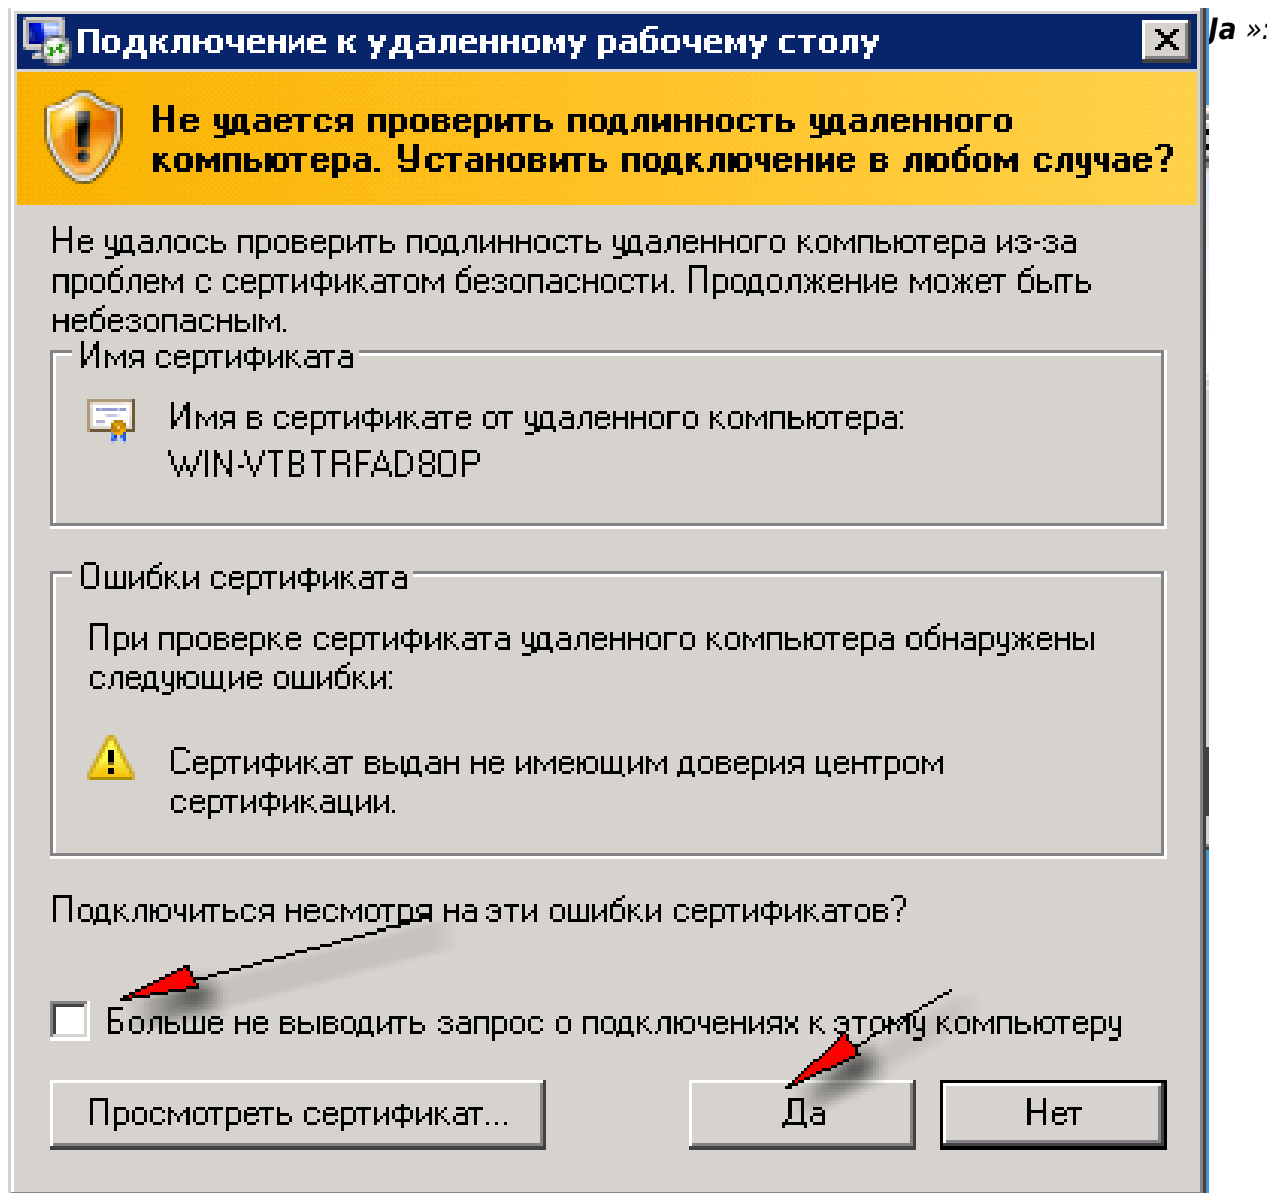 Подключение к удаленному рабочему столу
Ja »:
Не удается проверить подлинность удаленного
компьютера. Установить подключение в любом случае?
Не удалось проверить подлинность удаленного компьютера из-за
проблем с сертификатом безопасности. Продолжение может быть
небезопасным.
Имя сертификата
Имя в сертификате от удаленного компьютера:
WIN-VTBTRFAD8OP
Ошибки сертификата
При проверке сертификата удаленного компьютера обнаружены
следующие ошибки:
Сертификат выдан не имеющим доверия центром
сертификации.
Подключиться несмотря на эти ошибки сертификатов?
Больше не выводить запрос о подключениях к этому компьютеру
Просмотреть сертификат...
Да
Нет